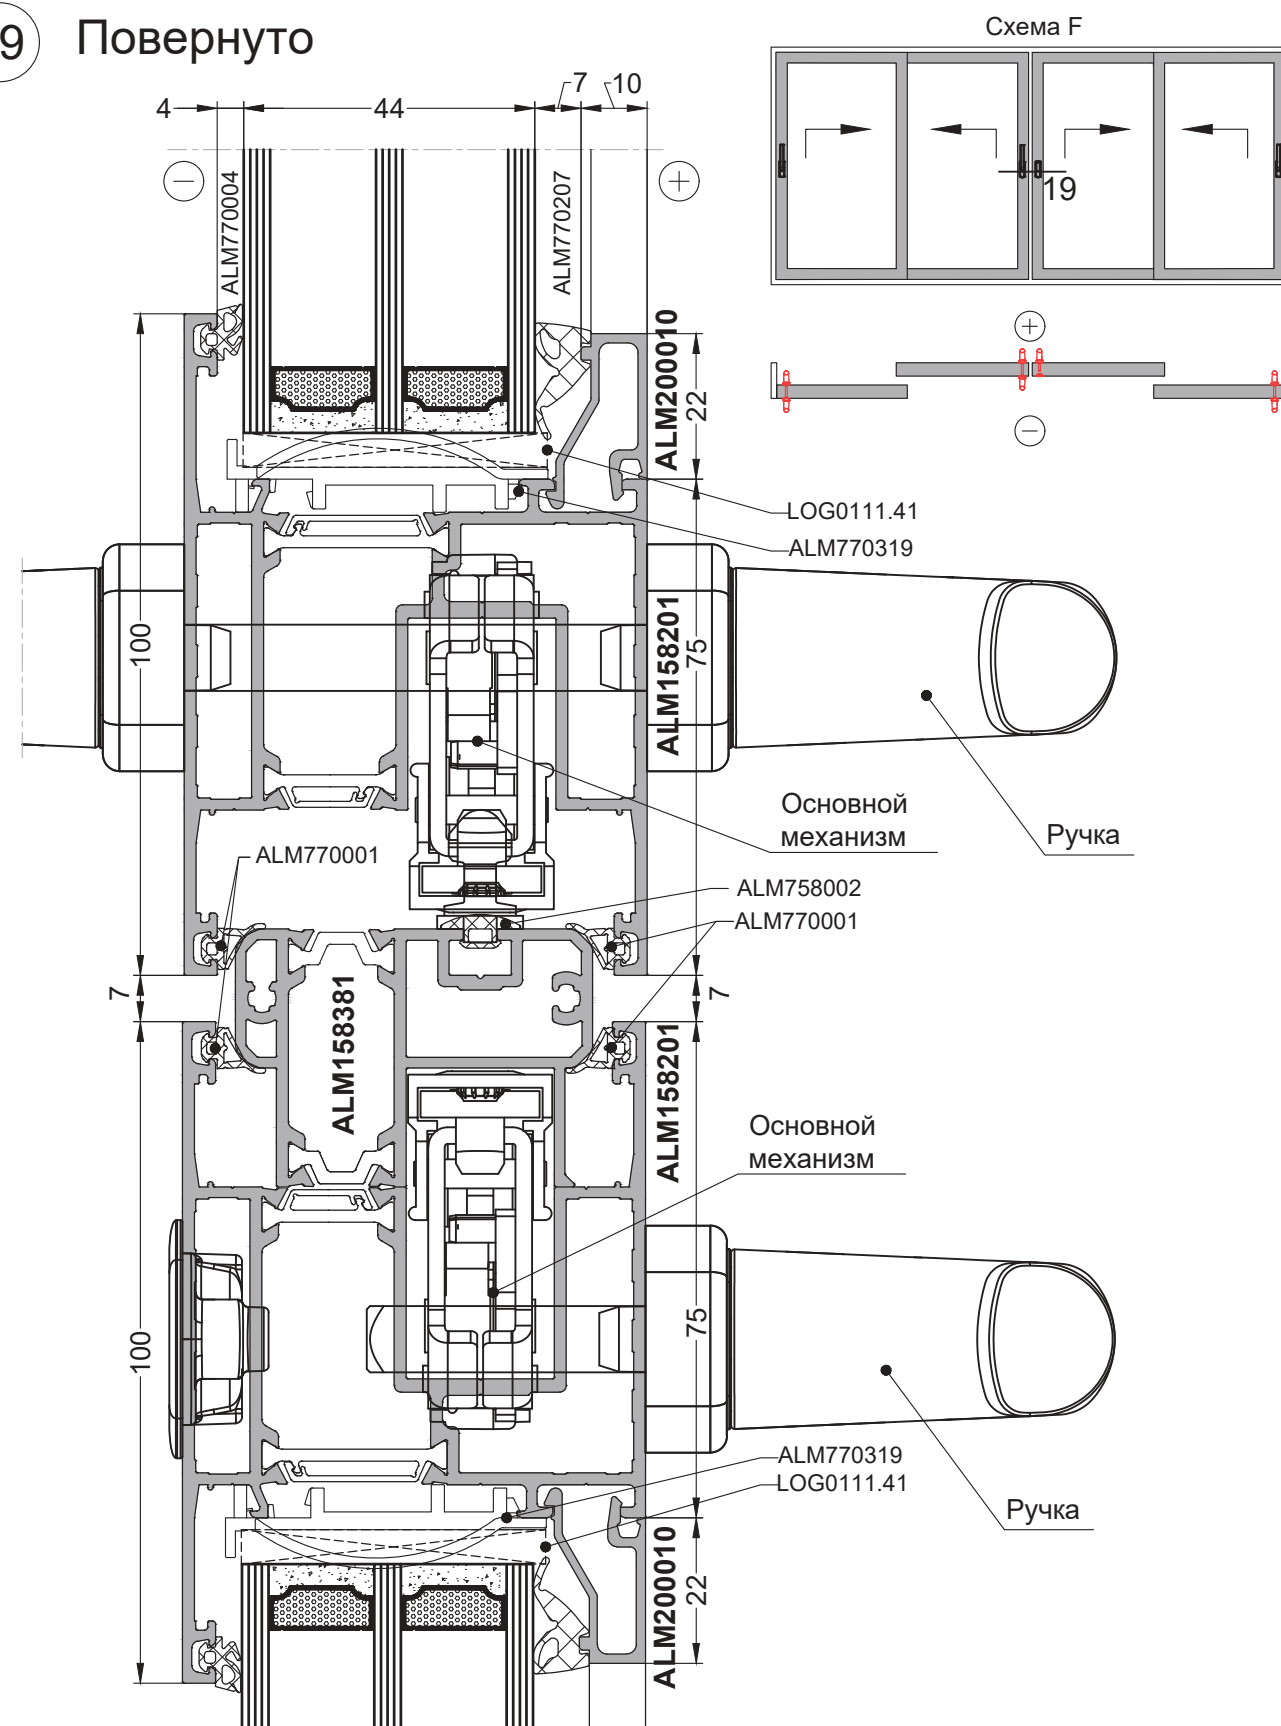 9 Повернуто
Схема F
4
44
7
10
−
+
ALM770004
ALM770207
19
+
−
ALM200010
22
LOG0111.41
ALM770319
100
ALM158201
75
Основной
механизм
Ручка
ALM770001
ALM758002
ALM770001
7
7
ALM158381
ALM158201
Основной
механизм
100
75
ALM770319
LOG0111.41
Ручка
ALM200010
22